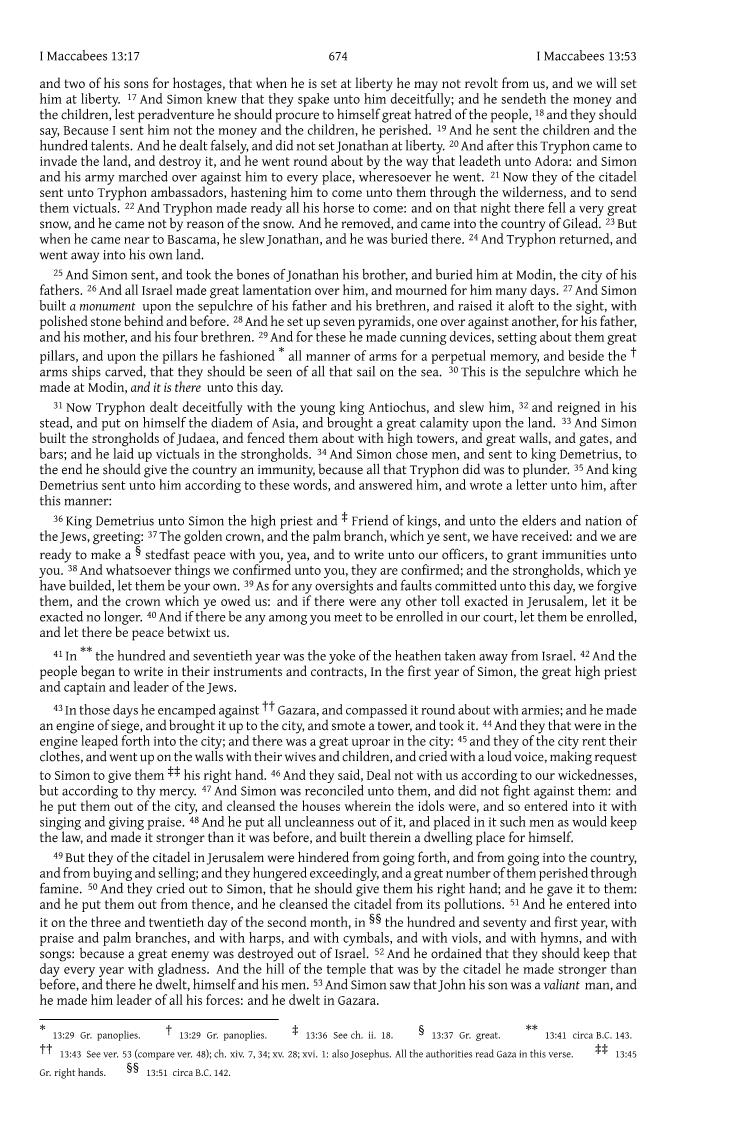 I Maccabees 13:17 674 I Maccabees 13:53
and two of his sons for hostages, that when he is set at liberty he may not revolt from us, and we will set
him at liberty. 17 And Simon knew that they spake unto him deceitfully; and he sendeth the money and
the children, lest peradventure he should procure to himself great hatred of the people, 18 and they should
say, Because I sent him not the money and the children, he perished. 19 And he sent the children and the
hundred talents. And he dealt falsely, and did not set Jonathan at liberty. 20 And after this Tryphon came to
invade the land, and destroy it, and he went round about by the way that leadeth unto Adora: and Simon
and his army marched over against him to every place, wheresoever he went. 21 Now they of the citadel
sent unto Tryphon ambassadors, hastening him to come unto them through the wilderness, and to send
them victuals. 22 And Tryphon made ready all his horse to come: and on that night there fell a very great
snow, and he came not by reason of the snow. And he removed, and came into the country of Gilead. 23 But
when he came near to Bascama, he slew Jonathan, and he was buried there. 24 And Tryphon returned, and
went away into his own land.
25 And Simon sent, and took the bones of Jonathan his brother, and buried him at Modin, the city of his
fathers. 26 And all Israel made great lamentation over him, and mourned for him many days. 27 And Simon
built a monument upon the sepulchre of his father and his brethren, and raised it aloft to the sight, with
polished stone behind and before. 28 And he set up seven pyramids, one over against another, for his father,
and his mother, and his four brethren. 29 And for these he made cunning devices, setting about them great
pillars, and upon the pillars he fashioned * all manner of arms for a perpetual memory, and beside the †
arms ships carved, that they should be seen of all that sail on the sea. 30 This is the sepulchre which he
made at Modin, and it is there unto this day.
31 Now Tryphon dealt deceitfully with the young king Antiochus, and slew him, 32 and reigned in his
stead, and put on himself the diadem of Asia, and brought a great calamity upon the land. 33 And Simon
built the strongholds of Judaea, and fenced them about with high towers, and great walls, and gates, and
bars; and he laid up victuals in the strongholds. 34 And Simon chose men, and sent to king Demetrius, to
the end he should give the country an immunity, because all that Tryphon did was to plunder. 35 And king
Demetrius sent unto him according to these words, and answered him, and wrote a letter unto him, after
this manner:
36 King Demetrius unto Simon the high priest and ‡ Friend of kings, and unto the elders and nation of
the Jews, greeting: 37 The golden crown, and the palm branch, which ye sent, we have received: and we are
ready to make a § stedfast peace with you, yea, and to write unto our officers, to grant immunities unto
you. 38 And whatsoever things we confirmed unto you, they are confirmed; and the strongholds, which ye
have builded, let them be your own. 39 As for any oversights and faults committed unto this day, we forgive
them, and the crown which ye owed us: and if there were any other toll exacted in Jerusalem, let it be
exacted no longer. 40 And if there be any among you meet to be enrolled in our court, let them be enrolled,
and let there be peace betwixt us.
41 In ** the hundred and seventieth year was the yoke of the heathen taken away from Israel. 42 And the
people began to write in their instruments and contracts, In the first year of Simon, the great high priest
and captain and leader of the Jews.
43 In those days he encamped against †† Gazara, and compassed it round about with armies; and he made
an engine of siege, and brought it up to the city, and smote a tower, and took it. 44 And they that were in the
engine leaped forth into the city; and there was a great uproar in the city: 45 and they of the city rent their
clothes, and went up on the walls with their wives and children, and cried with a loud voice, making request
to Simon to give them ‡‡ his right hand. 46 And they said, Deal not with us according to our wickednesses,
but according to thy mercy. 47 And Simon was reconciled unto them, and did not fight against them: and
he put them out of the city, and cleansed the houses wherein the idols were, and so entered into it with
singing and giving praise. 48 And he put all uncleanness out of it, and placed in it such men as would keep
the law, and made it stronger than it was before, and built therein a dwelling place for himself.
49 But they of the citadel in Jerusalem were hindered from going forth, and from going into the country,
and from buying and selling; and they hungered exceedingly, and a great number of them perished through
famine. 50 And they cried out to Simon, that he should give them his right hand; and he gave it to them:
and he put them out from thence, and he cleansed the citadel from its pollutions. 51 And he entered into
it on the three and twentieth day of the second month, in §§ the hundred and seventy and first year, with
praise and palm branches, and with harps, and with cymbals, and with viols, and with hymns, and with
songs: because a great enemy was destroyed out of Israel. 52 And he ordained that they should keep that
day every year with gladness. And the hill of the temple that was by the citadel he made stronger than
before, and there he dwelt, himself and his men. 53 And Simon saw that John his son was a valiant man, and
he made him leader of all his forces: and he dwelt in Gazara.
* 13:29 Gr. panoplies. † 13:29 Gr. panoplies. ‡ 13:36 See ch. ii. 18. § 13:37 Gr. great. ** 13:41 circa B.C. 143.
†† 13:43 See ver. 53 (compare ver. 48); ch. xiv. 7, 34; xv. 28; xvi. 1: also Josephus. All the authorities read Gaza in this verse. ‡‡ 13:45
Gr. right hands. §§ 13:51 circa B.C. 142.